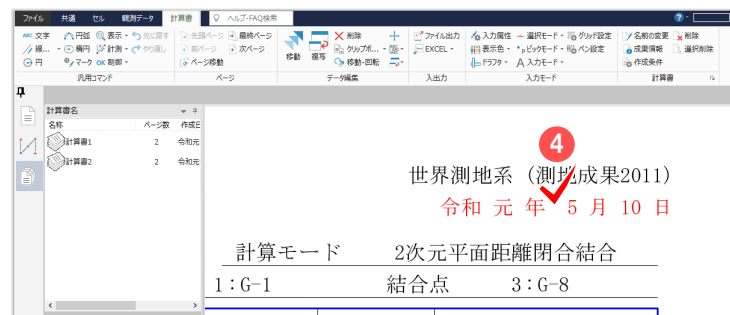 ファイル 共通 セル 観測データ 計算書 ヘルプ・FAQ検索
ABC 文字 円弧 表示 元に戻す 先頭ページ 最終ページ 削除 ファイル出力 入力属性 選択モード グリッド設定 名前の変更 削除
線... 楕円 計測 やり直し 前ページ 次ページ 移動 複写 クリップボ... EXCEL 表示色 ピックモード ペン設定 成果情報 選択削除
円 マーク OK 制御 ページ移動 移動・回転 ドラフタ A 入力モード 作成条件
汎用コマンド ページ データ編集 入出力 入力モード 計算書
計算書名
名称 ページ数 作成日
計算書1 2 令和元
計算書2 2 令和元
4
世界測地系（測地成果2011）
令和 元 年 5 月 10 日
計算モード 2次元平面距離閉合結合
1：G-1 結合点 3：G-8